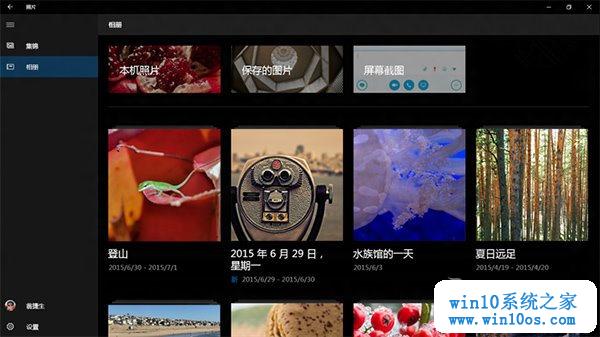 照片
相册
集锦
相册
本机照片
保存的图片
屏幕截图
登山
2015/6/30 - 2015/7/1
2015 年 6 月 29 日，
星期一
新 2015/6/29 - 2015/6/30
水族馆的一天
2015/6/3
夏日远足
2015/4/19 - 2015/4/20
设置
win10系统之家
www.win10os.com